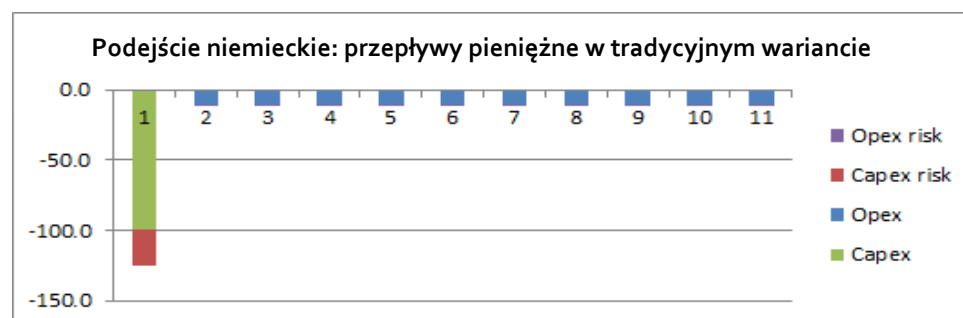 Podejście niemieckie: przepływy pieniężne w tradycyjnym wariancie
0.0
1 2 3 4 5 6 7 8 9 10 11
-50.0
-100.0
-150.0
Opex risk
Capex risk
Opex
Capex